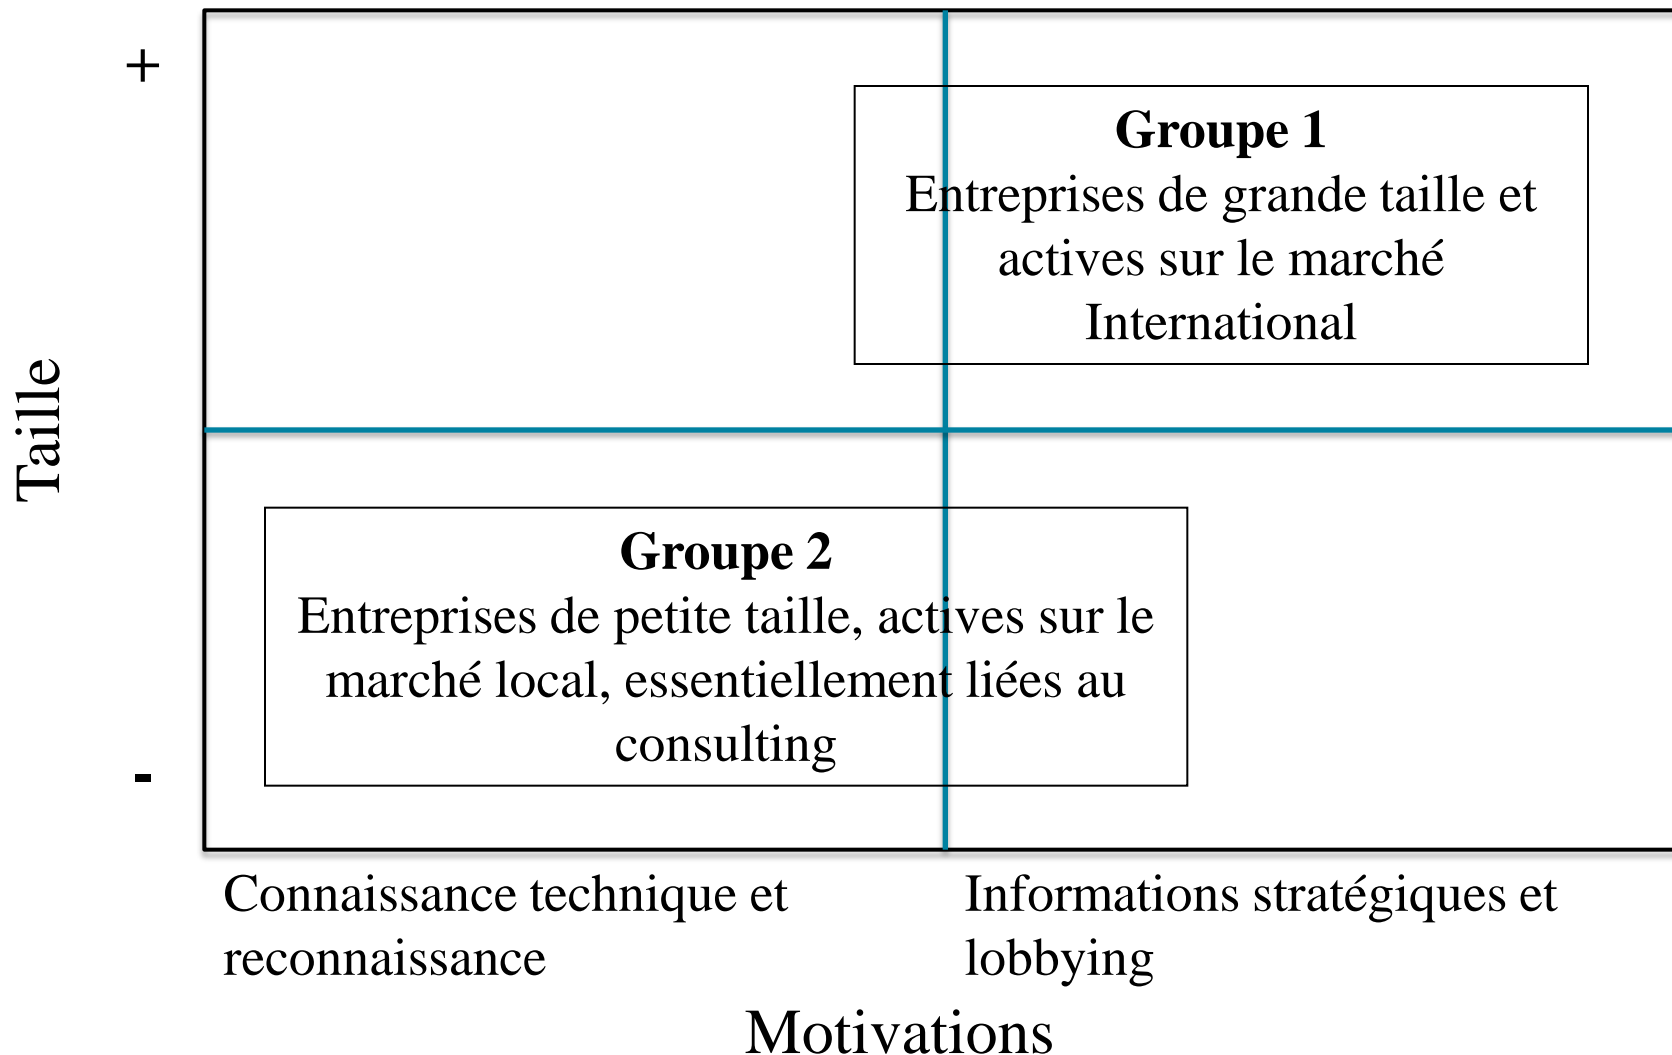 +
Groupe 1
Entreprises de grande taille et
actives sur le marché
International
Taille
Groupe 2
Entreprises de petite taille, actives sur le
marché local, essentiellement liées au
consulting
-
Connaissance technique et
reconnaissance
Informations stratégiques et
lobbying
Motivations